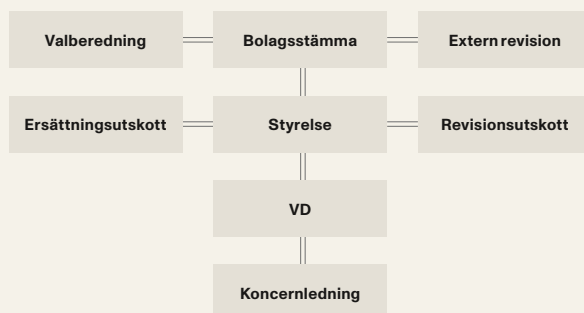 Valberedning
Bolagsstämma
Extern revision
Ersättningsutskott
Styrelse
Revisionsutskott
VD
Koncernledning